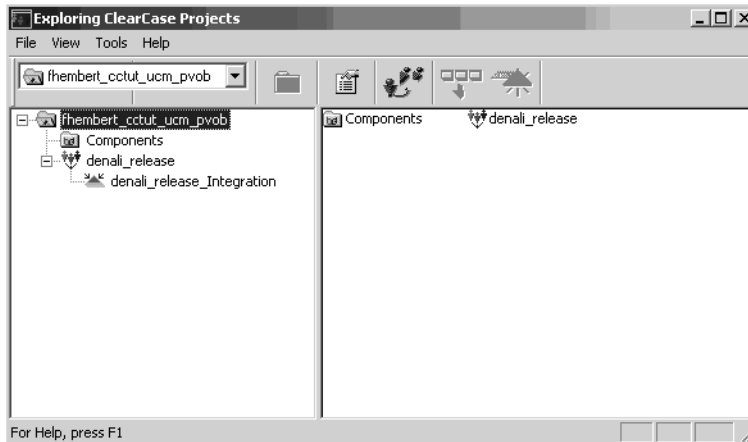 Exploring ClearCase Projects
File View Tools Help
fhembert_cctut_ucm_pvob
fhembert_cctut_ucm_pvob
Components
denali_release
denali_release_Integration
Components denali_release
For Help, press F1